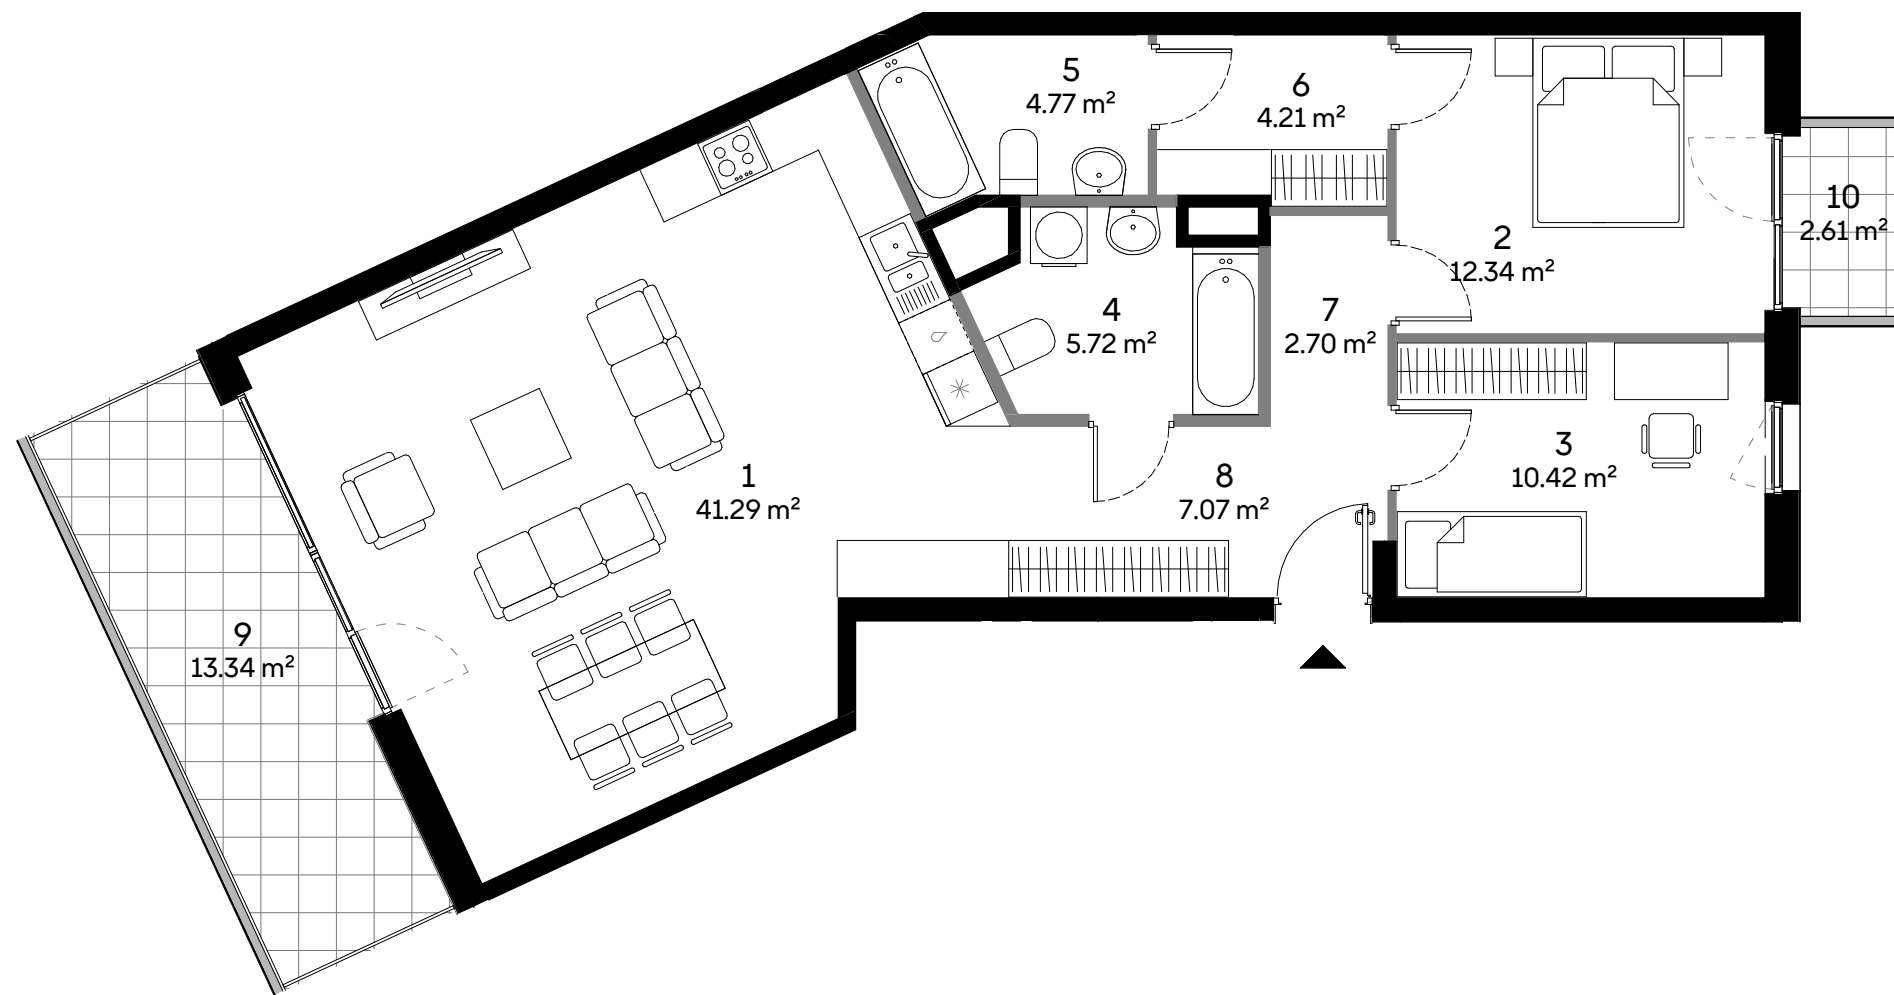 5
4.77 m²
6
4.21 m²
10
2.61 m²
2
12.34 m²
4
5.72 m²
7
2.70 m²
3
10.42 m²
1
41.29 m²
8
7.07 m²
9
13.34 m²